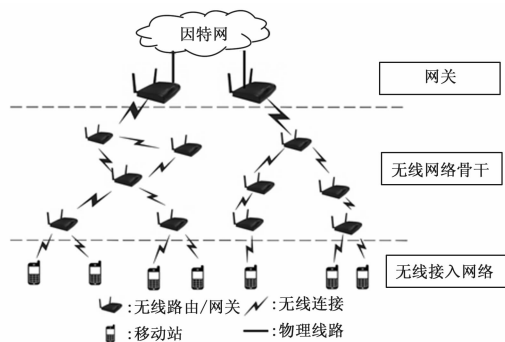 因特网
网关
无线网络骨干
无线接入网络
:无线路由/网关
:无线连接
:移动站
:物理线路